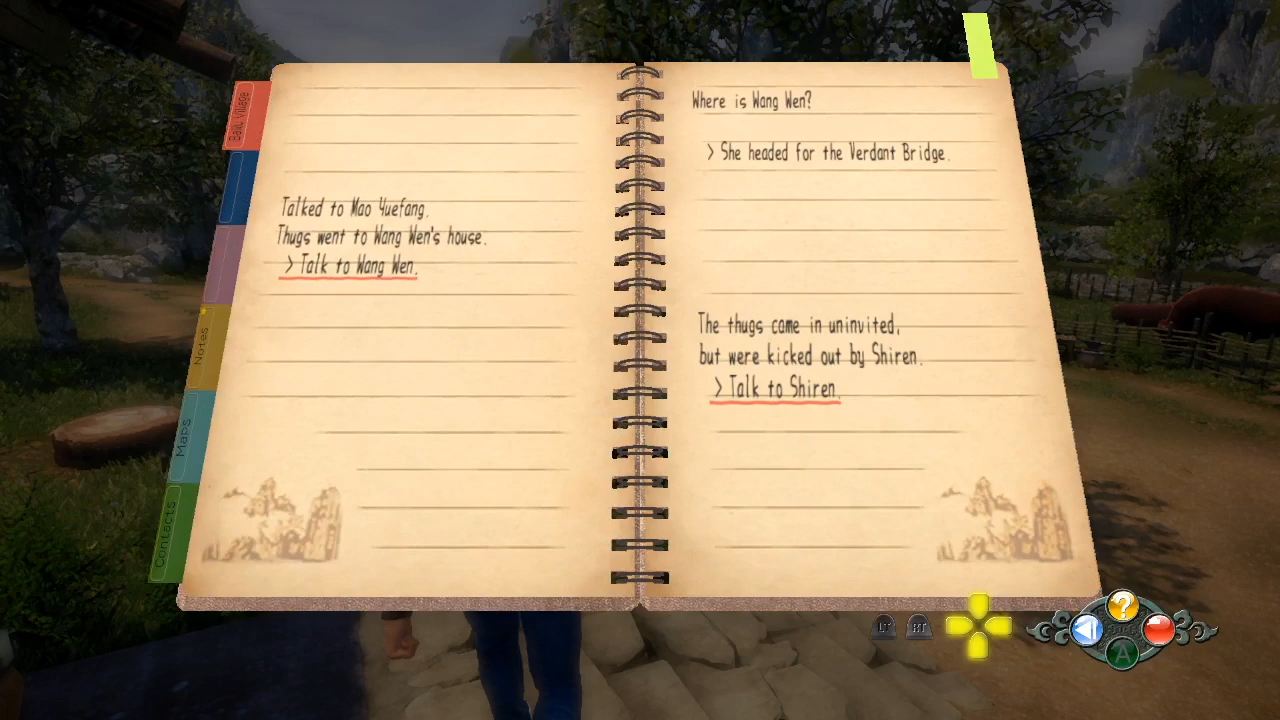 Bailu Village
Notes
Maps
Contacts
Talked to Mao Yuefang.
Thugs went to Wang Wen's house.
> Talk to Wang Wen.
Where is Wang Wen?
> She headed for the Verdant Bridge.
The thugs came in uninvited,
but were kicked out by Shiren.
> Talk to Shiren.
LT
RT
?
A